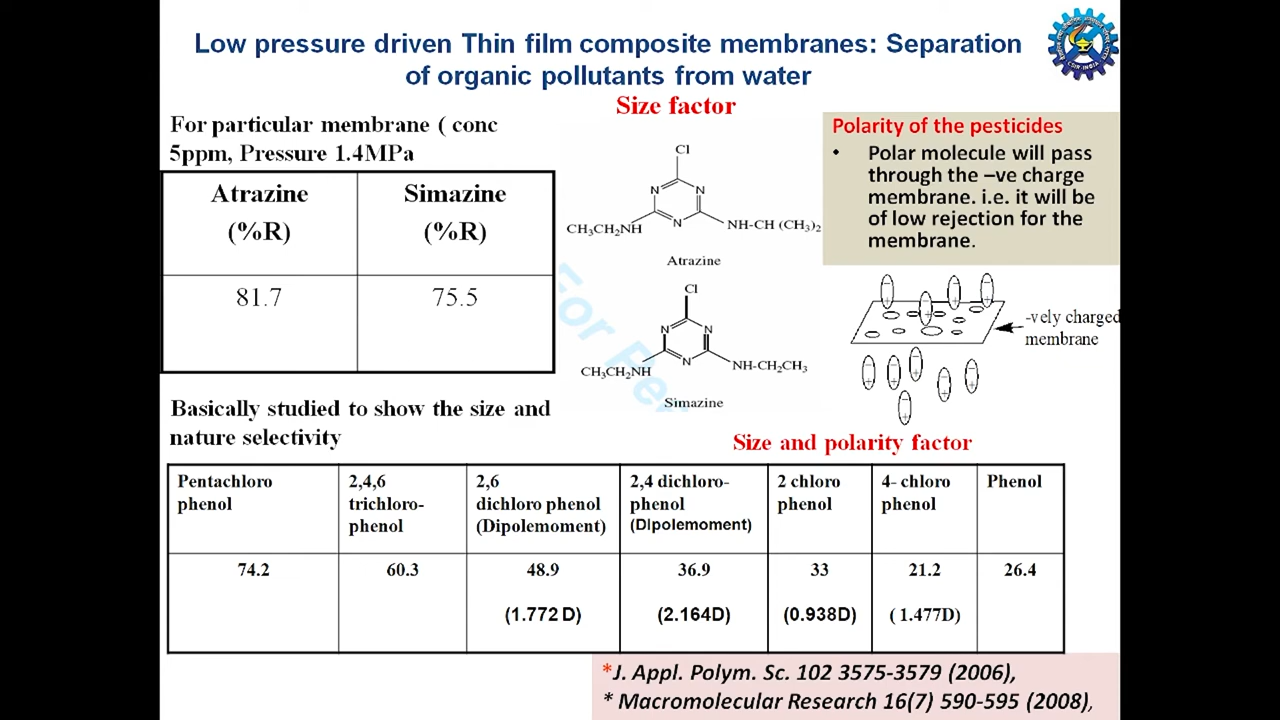 Low pressure driven Thin film composite membranes: Separation
of organic pollutants from water
Size factor
For particular membrane ( conc
5ppm, Pressure 1.4MPa
Atrazine
(%R)
Simazine
(%R)
81.7
75.5
Cl
N
N
N
CH3CH2NH
NH-CH (CH3)2
Atrazine
Cl
N
N
N
CH3CH2NH
NH-CH2CH3
Simazine
Polarity of the pesticides
• Polar molecule will pass
through the –ve charge
membrane. i.e. it will be
of low rejection for the
membrane.
-vely charged
membrane
Basically studied to show the size and
nature selectivity
Size and polarity factor
Pentachloro
phenol
2,4,6
trichloro-
phenol
2,6
dichloro phenol
(Dipolemoment)
2,4 dichloro-
phenol
(Dipolemoment)
2 chloro
phenol
4- chloro
phenol
Phenol
74.2
60.3
48.9
(1.772 D)
36.9
(2.164D)
33
(0.938D)
21.2
( 1.477D)
26.4
*J. Appl. Polym. Sc. 102 3575-3579 (2006),
* Macromolecular Research 16(7) 590-595 (2008),
For Per